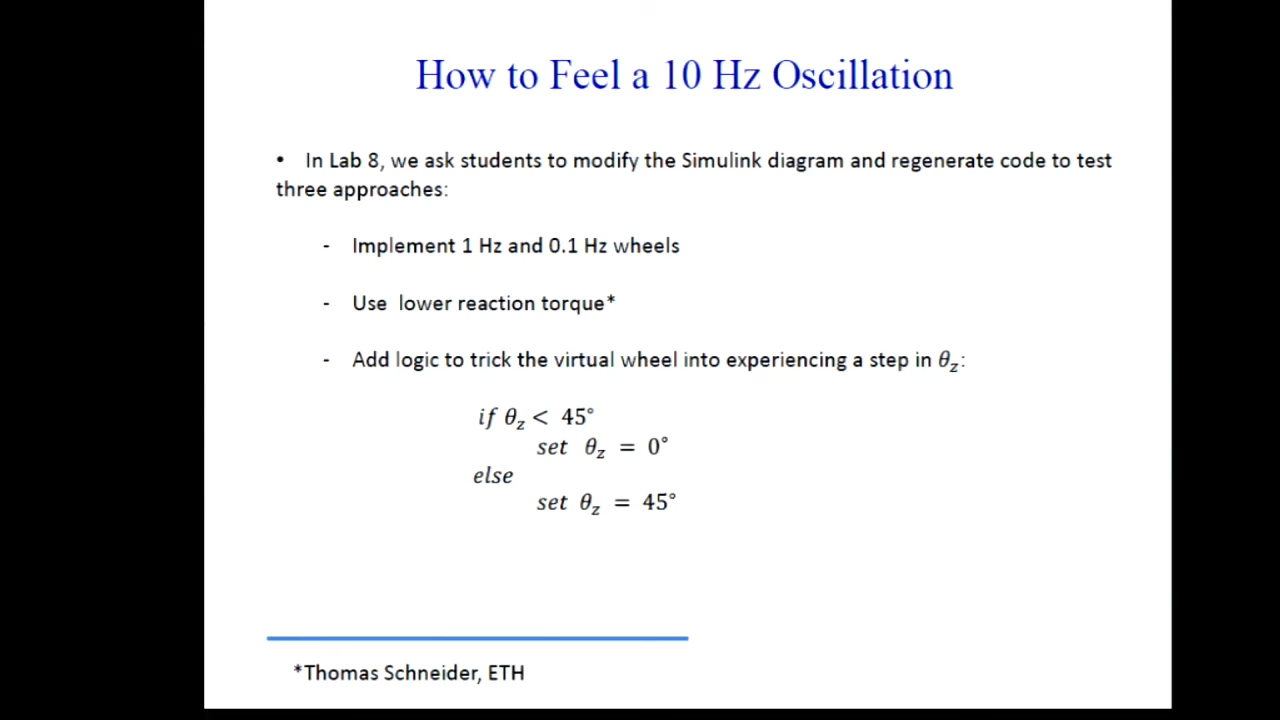 How to Feel a 10 Hz Oscillation
• In Lab 8, we ask students to modify the Simulink diagram and regenerate code to test
three approaches:
- Implement 1 Hz and 0.1 Hz wheels
- Use lower reaction torque*
- Add logic to trick the virtual wheel into experiencing a step in θz:
if θz < 45°
set θz = 0°
else
set θz = 45°
*Thomas Schneider, ETH